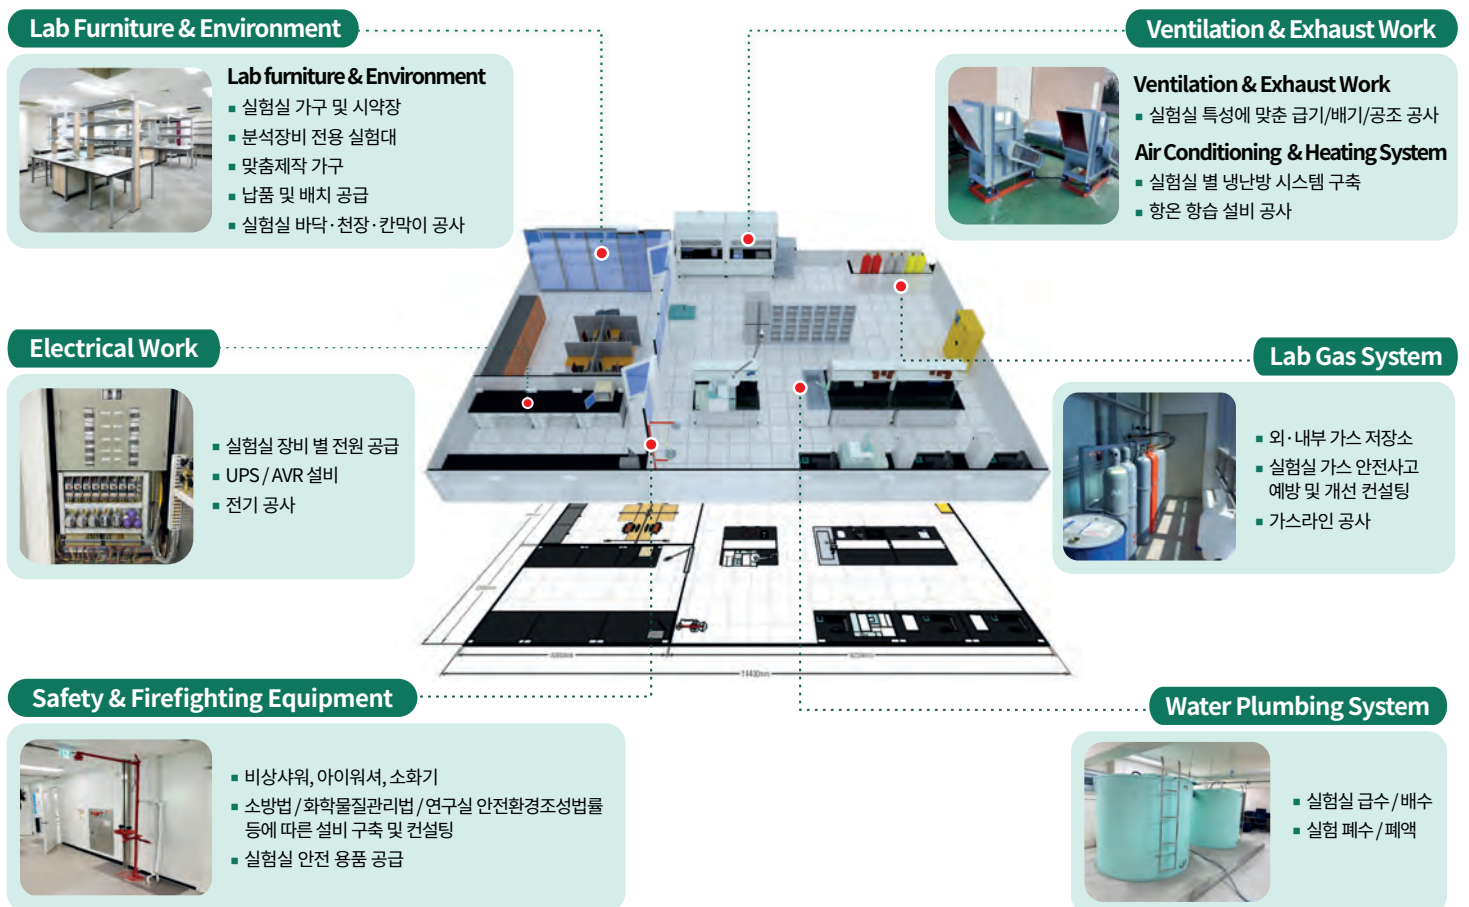 Lab Furniture & Environment
Lab furniture & Environment
실험실 가구 및 시약장
분석장비 전용 실험대
맞춤제작 가구
납품 및 배치 공급
실험실 바닥·천장·칸막이 공사
Ventilation & Exhaust Work
Ventilation & Exhaust Work
실험실 특성에 맞춘 급기/배기/공조 공사
Air Conditioning & Heating System
실험실 별 냉난방 시스템 구축
항온 항습 설비 공사
Electrical Work
실험실 장비 별 전원 공급
UPS / AVR 설비
전기 공사
Lab Gas System
외·내부 가스 저장소
실험실 가스 안전사고
예방 및 개선 컨설팅
가스라인 공사
Safety & Firefighting Equipment
비상샤워, 아이워셔, 소화기
소방법 / 화학물질관리법 / 연구실 안전환경조성법률
등에 따른 설비 구축 및 컨설팅
실험실 안전 용품 공급
Water Plumbing System
실험실 급수 / 배수
실험 폐수 / 폐액